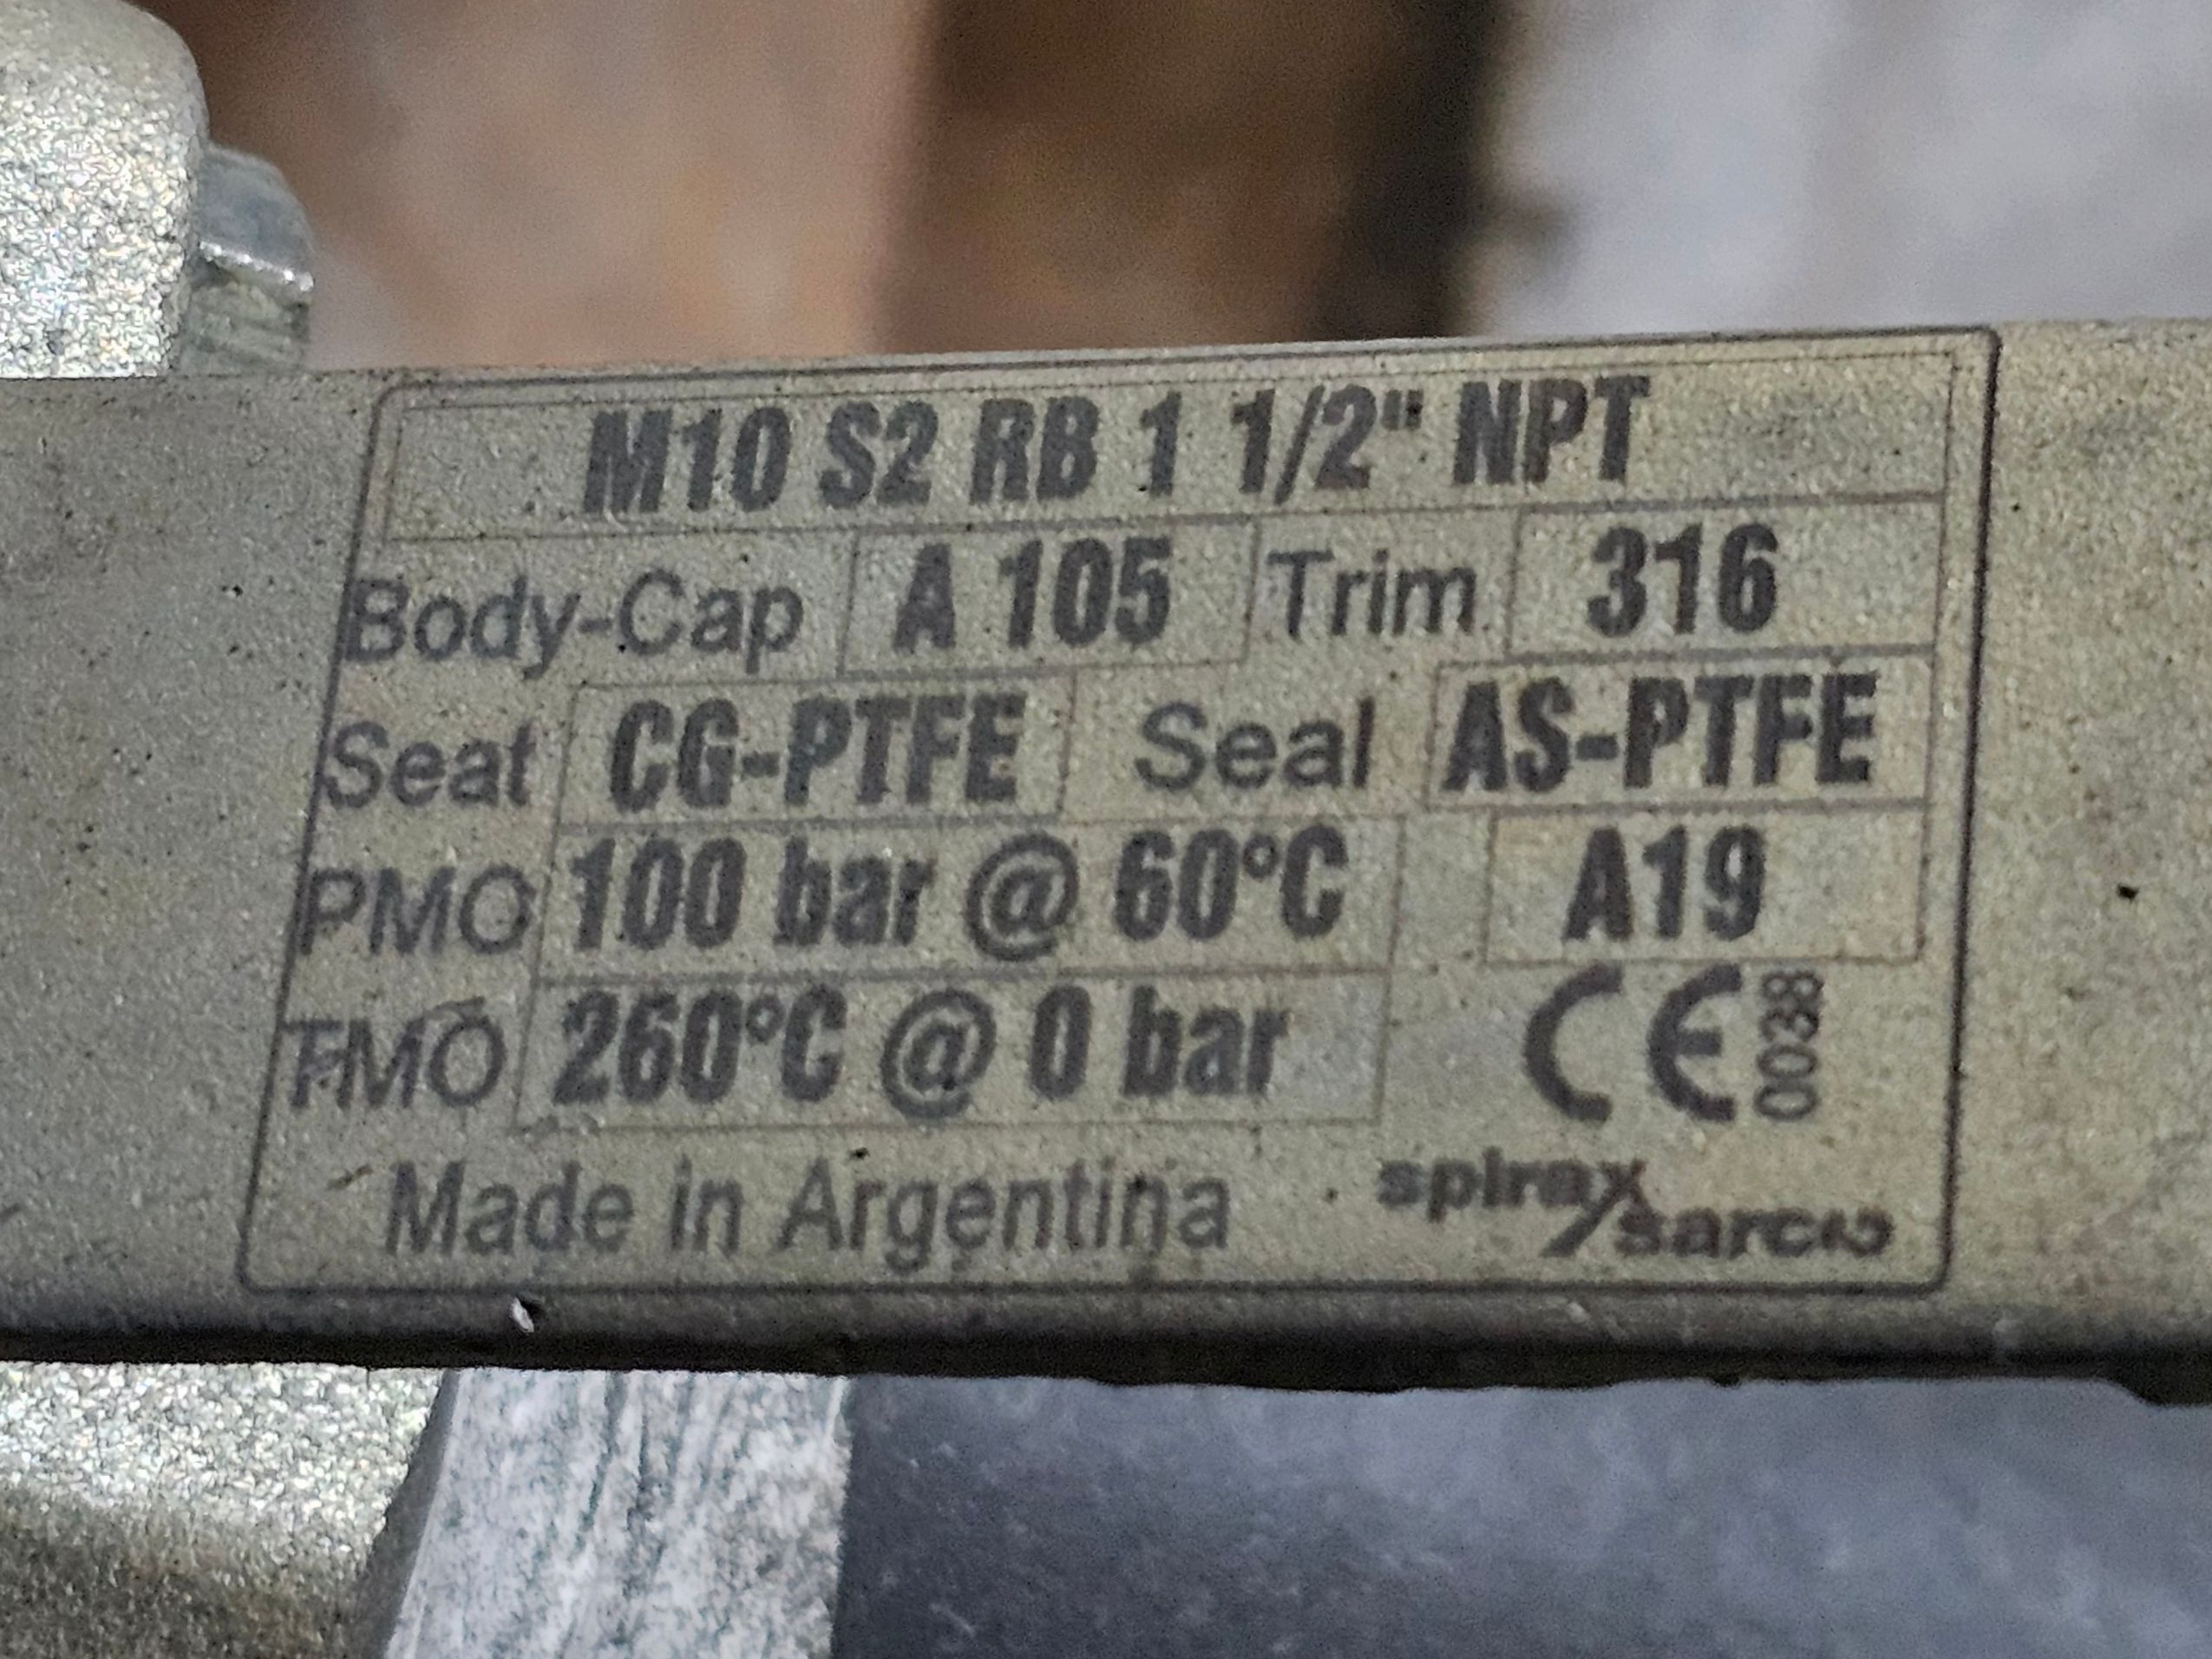 M10 S2 RB 1 1/2" NPT
Body-Cap A 105 Trim 316
Seat CG-PTFE Seal AS-PTFE
PMO 100 bar @ 60°C A19
TMO 260°C @ 0 bar CE 0038
Made in Argentina spirax
sarco